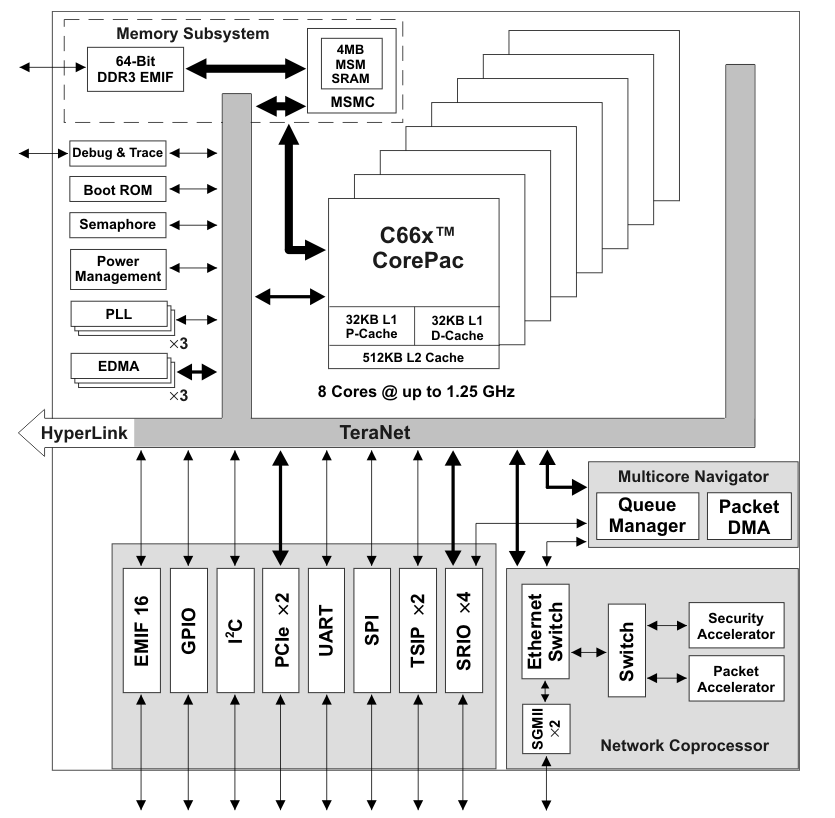 Memory Subsystem
64-Bit
DDR3 EMIF
4MB
MSM
SRAM
MSMC
Debug & Trace
Boot ROM
Semaphore
Power
Management
PLL
×3
EDMA
×3
C66x™
CorePac
32KB L1
P-Cache
32KB L1
D-Cache
512KB L2 Cache
8 Cores @ up to 1.25 GHz
HyperLink
TeraNet
Multicore Navigator
Queue
Manager
Packet
DMA
EMIF 16
GPIO
I²C
PCIe ×2
UART
SPI
TSIP ×2
SRIO ×4
Ethernet
Switch
Switch
Security
Accelerator
Packet
Accelerator
SGMII
×2
Network Coprocessor